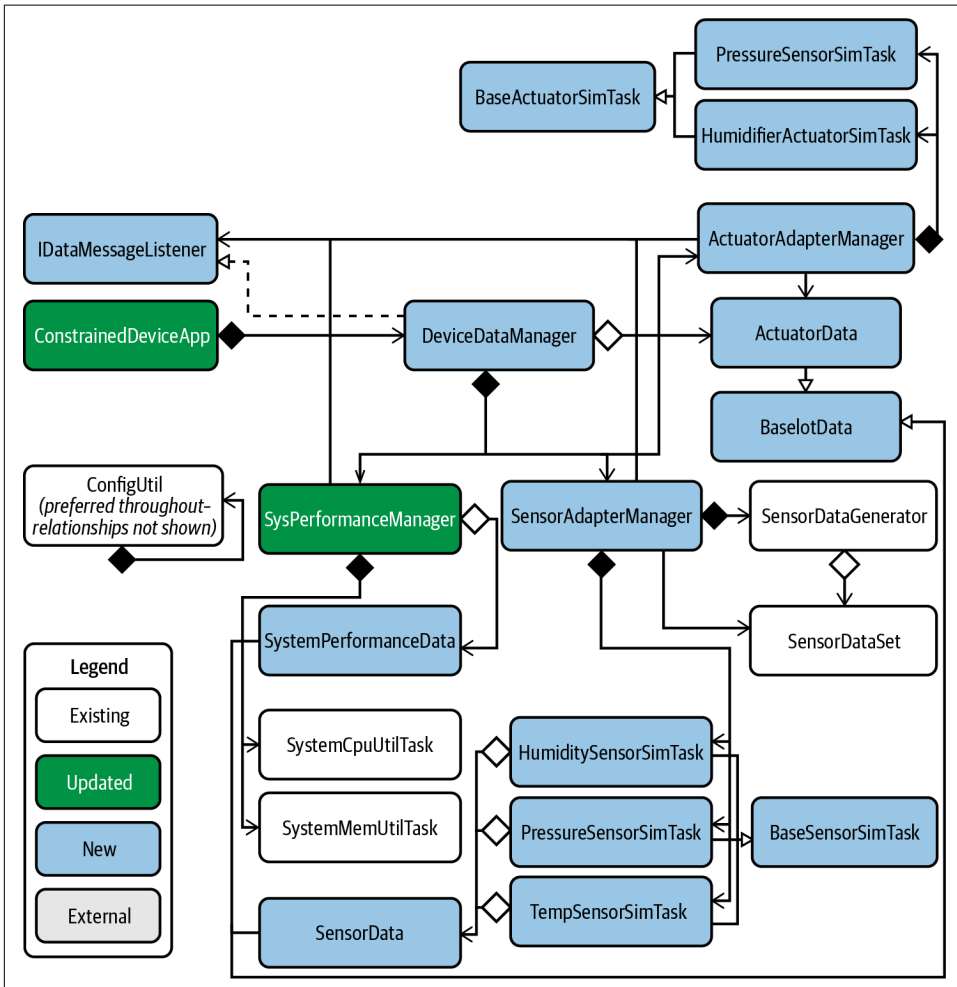 PressureSensorSimTask
BaseActuatorSimTask
HumidifierActuatorSimTask
IDataMessageListener
ActuatorAdapterManager
ConstrainedDeviceApp
DeviceDataManager
ActuatorData
BaseIotData
ConfigUtil
(preferred throughout–
relationships not shown)
SysPerformanceManager
SensorAdapterManager
SensorDataGenerator
SystemPerformanceData
SensorDataSet
Legend
Existing
Updated
New
External
SystemCpuUtilTask
SystemMemUtilTask
SensorData
HumiditySensorSimTask
PressureSensorSimTask
TempSensorSimTask
BaseSensorSimTask